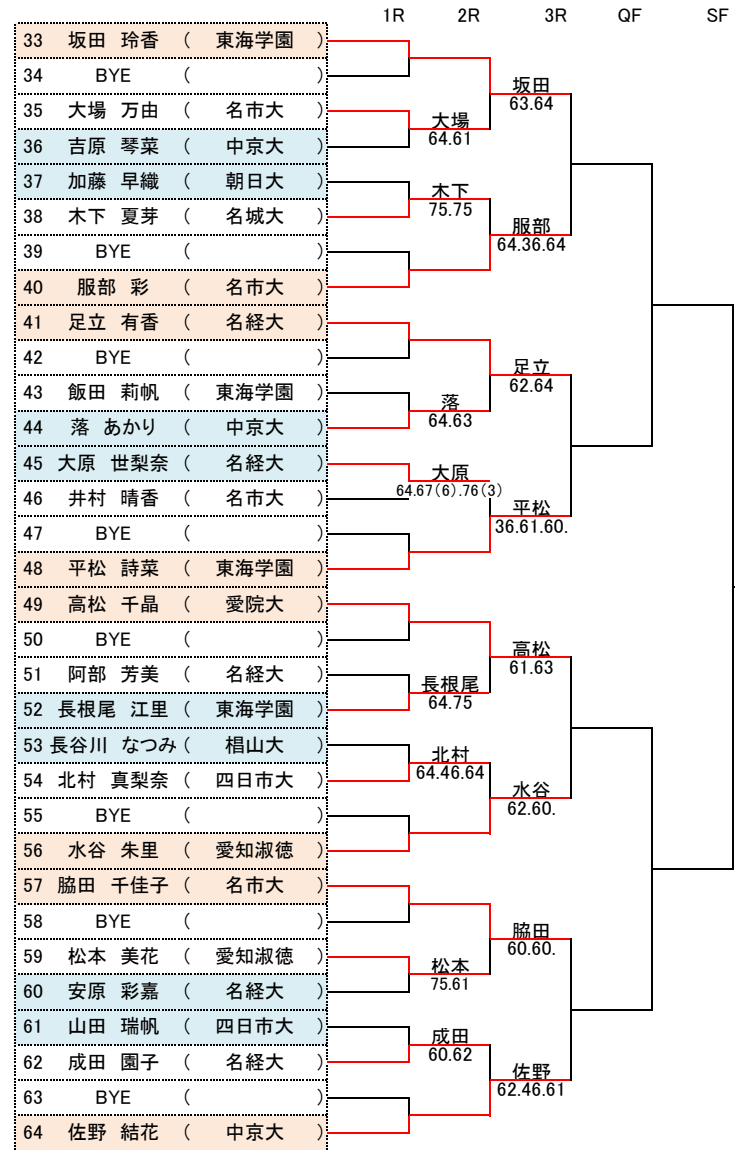 1R 2R 3R QF SF
33 坂田 玲香 ( 東海学園 )
34 BYE ( )
坂田
63.64
35 大場 万由 ( 名市大 )
大場
64.61
36 吉原 琴菜 ( 中京大 )
37 加藤 早織 ( 朝日大 )
木下
75.75
38 木下 夏芽 ( 名城大 )
服部
64.36.64
39 BYE ( )
40 服部 彩 ( 名市大 )
41 足立 有香 ( 名経大 )
42 BYE ( )
足立
62.64
43 飯田 莉帆 ( 東海学園 )
落
64.63
44 落 あかり ( 中京大 )
45 大原 世梨奈 ( 名経大 )
大原
64.67(6).76(3)
46 井村 晴香 ( 名市大 )
平松
36.61.60.
47 BYE ( )
48 平松 詩菜 ( 東海学園 )
49 高松 千晶 ( 愛院大 )
50 BYE ( )
高松
61.63
51 阿部 芳美 ( 名経大 )
長根尾
64.75
52 長根尾 江里 ( 東海学園 )
53 長谷川 なつみ ( 椙山大 )
北村
64.46.64
54 北村 真梨奈 ( 四日市大 )
水谷
62.60.
55 BYE ( )
56 水谷 朱里 ( 愛知淑徳 )
57 脇田 千佳子 ( 名市大 )
58 BYE ( )
脇田
60.60.
59 松本 美花 ( 愛知淑徳 )
松本
75.61
60 安原 彩嘉 ( 名経大 )
61 山田 瑞帆 ( 四日市大 )
成田
60.62
62 成田 園子 ( 名経大 )
佐野
62.46.61
63 BYE ( )
64 佐野 結花 ( 中京大 )